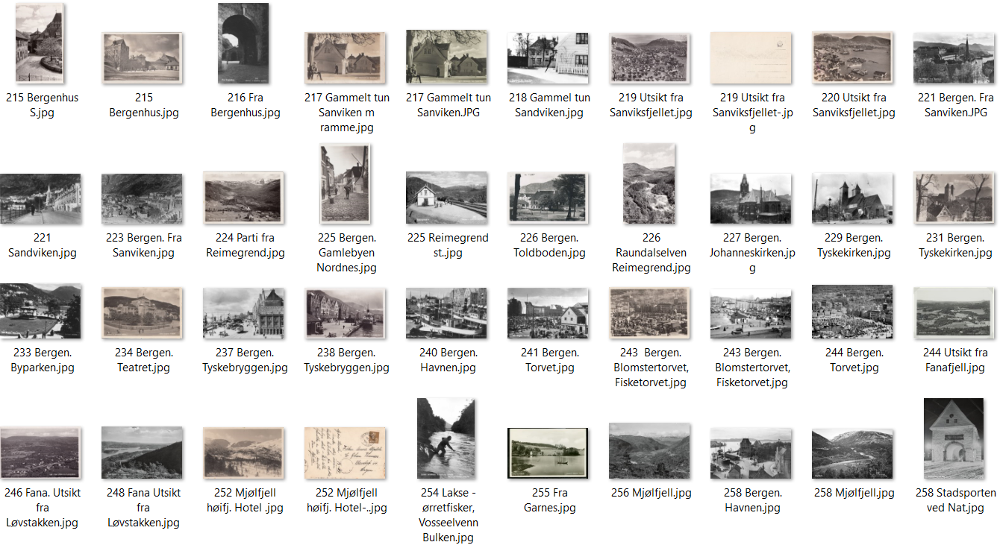 215 Bergenhus
S.jpg
215
Bergenhus.jpg
216 Fra
Bergenhus.jpg
217 Gammelt tun
Sanviken m
ramme.jpg
217 Gammelt tun
Sanviken.JPG
218 Gammel tun
Sandviken.jpg
219 Utsikt fra
Sanviksfjellet.jpg
219 Utsikt fra
Sanviksfjellet-.jp
g
220 Utsikt fra
Sanviksfjellet.jpg
221 Bergen. Fra
Sanviken.JPG
221
Sandviken.jpg
223 Bergen. Fra
Sanviken.jpg
224 Parti fra
Reimegrend.jpg
225 Bergen.
Gamlebyen
Nordnes.jpg
225 Reimegrend
st..jpg
226 Bergen.
Toldboden.jpg
226
Raundalselven
Reimegrend.jpg
227 Bergen.
Johanneskirken.jp
g
229 Bergen.
Tyskekirken.jpg
231 Bergen.
Tyskekirken.jpg
233 Bergen.
Byparken.jpg
234 Bergen.
Teatret.jpg
237 Bergen.
Tyskebryggen.jpg
238 Bergen.
Tyskebryggen.jpg
240 Bergen.
Havnen.jpg
241 Bergen.
Torvet.jpg
243  Bergen.
Blomstertorvet,
Fisketorvet.jpg
243 Bergen.
Blomstertorvet,
Fisketorvet.jpg
244 Bergen.
Torvet.jpg
244 Utsikt fra
Fanafjell.jpg
246 Fana. Utsikt
fra
Løvstakken.jpg
248 Fana Utsikt
fra
Løvstakken.jpg
252 Mjølfjell
høifj. Hotel .jpg
252 Mjølfjell
høifj. Hotel-..jpg
254 Lakse -
ørretfisker,
Vosseelvenn
Bulken.jpg
255 Fra
Garnes.jpg
256 Mjølfjell.jpg
258 Bergen.
Havnen.jpg
258 Mjølfjell.jpg
258 Stadsporten
ved Nat.jpg